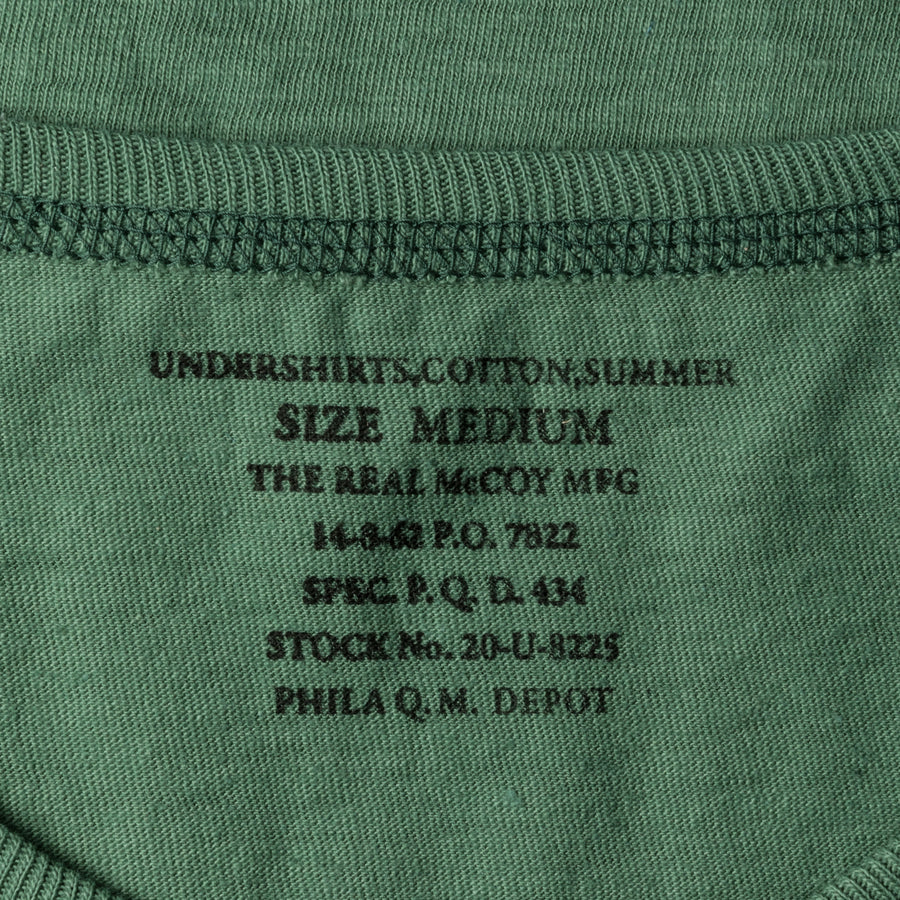 UNDERSHIRTS,COTTON,SUMMER
SIZE MEDIUM
THE REAL McCOY MFG
14-8-62 P.O. 7822
SPEC. P. Q. D. 434
STOCK No. 20-U-8225
PHILA Q. M. DEPOT